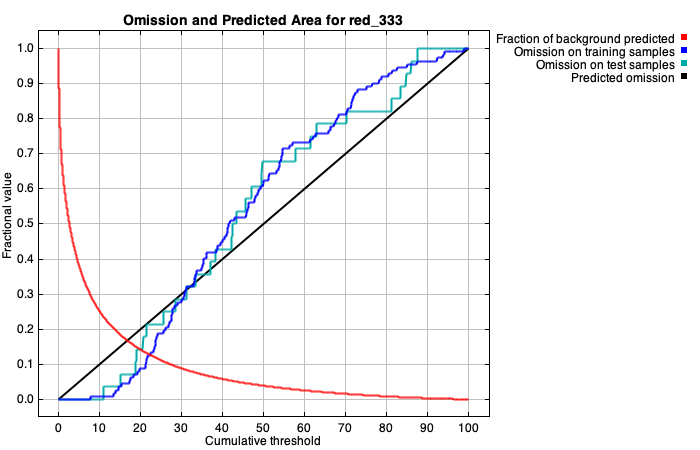 Omission and Predicted Area for red_333
Fraction of background predicted
Omission on training samples
Omission on test samples
Predicted omission
Fractional value
1.0
0.9
0.8
0.7
0.6
0.5
0.4
0.3
0.2
0.1
0.0
0 10 20 30 40 50 60 70 80 90 100
Cumulative threshold